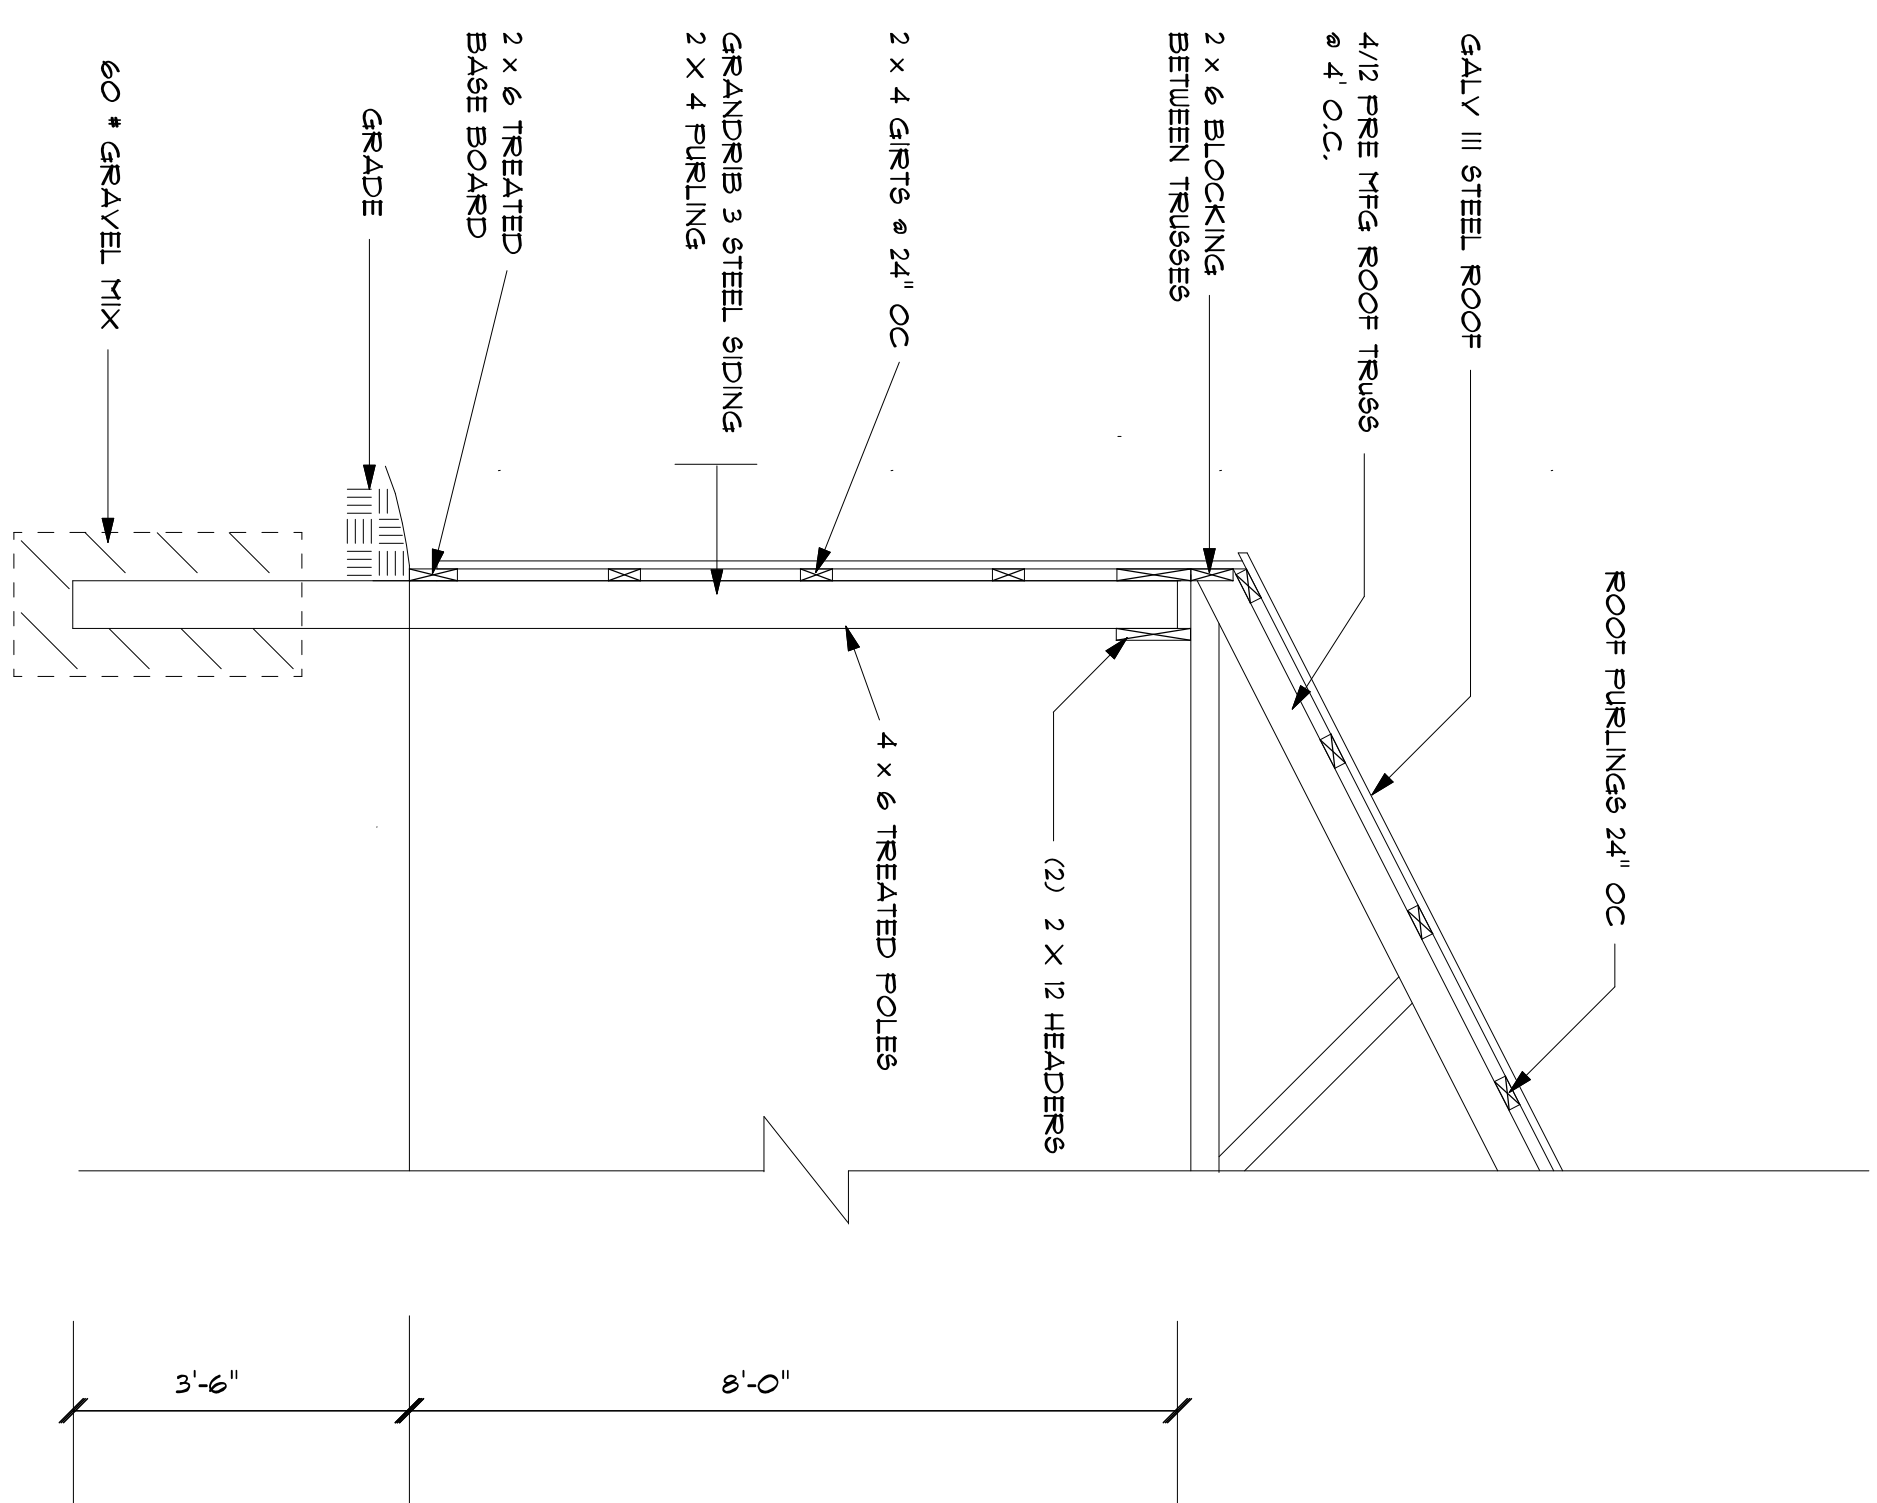 GALV III STEEL ROOF
4/12 PRE MFG ROOF TRUSS
@ 4' O.C.
2 x 6 BLOCKING
BETWEEN TRUSSES
2 x 4 GIRTS @ 24" OC
GRANDRIB 3 STEEL SIDING
2 X 4 PURLING
2 x 6 TREATED
BASE BOARD
GRADE
60 # GRAVEL MIX
ROOF PURLINGS 24" OC
(2) 2 X 12 HEADERS
4 x 6 TREATED POLES
3'-6"
8'-0"